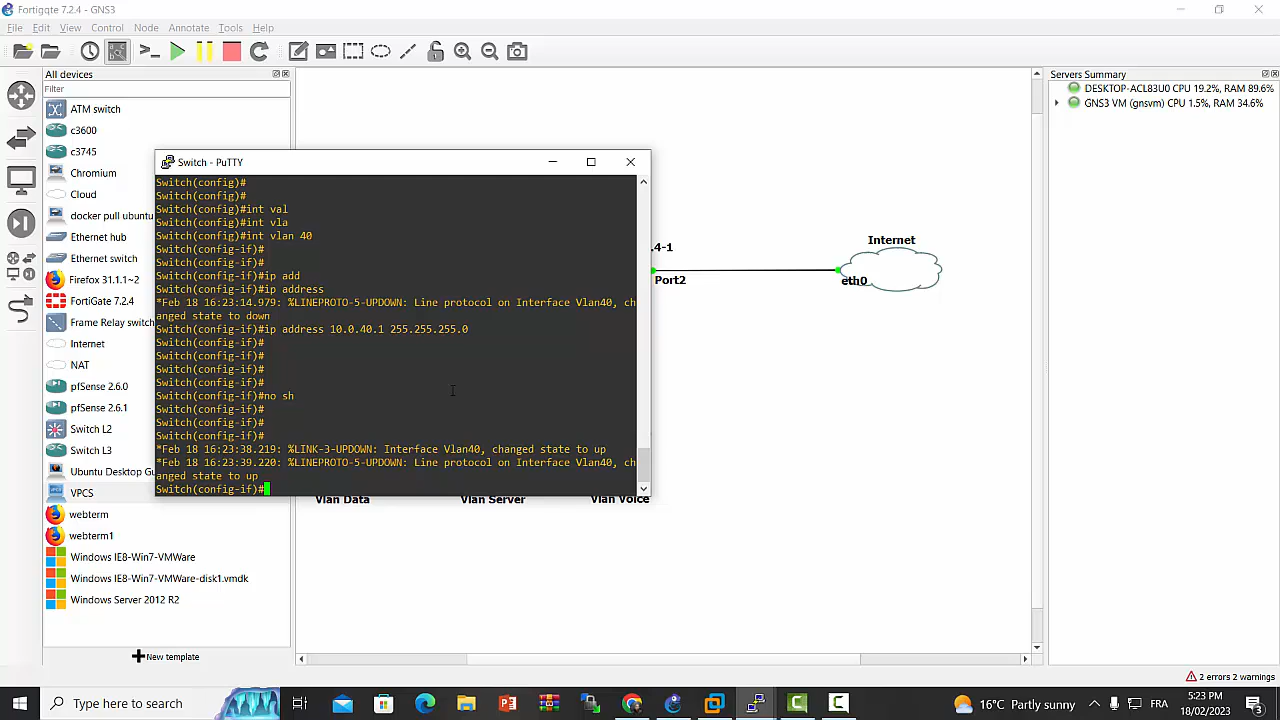 Fortigqte 7.2.4 - GNS3
File Edit View Control Node Annotate Tools Help
All devices
Filter
ATM switch
c3600
c3745
Chromium
Cloud
docker pull ubuntu
Ethernet hub
Ethernet switch
Firefox 31.1.1~2
FortiGate 7.2.4
Frame Relay switch
Internet
NAT
pfSense 2.6.0
pfSense 2.6.1
Switch L2
Switch L3
Ubuntu Desktop Gu
VPCS
webterm
webterm1
Windows IE8-Win7-VMWare
Windows IE8-Win7-VMWare-disk1.vmdk
Windows Server 2012 R2
New template
Switch - PuTTY
Switch(config)#
Switch(config)#
Switch(config)#int val
Switch(config)#int vla
Switch(config)#int vlan 40
Switch(config-if)#
Switch(config-if)#
Switch(config-if)#ip add
Switch(config-if)#ip address
*Feb 18 16:23:14.979: %LINEPROTO-5-UPDOWN: Line protocol on Interface Vlan40, ch
anged state to down
Switch(config-if)#ip address 10.0.40.1 255.255.255.0
Switch(config-if)#
Switch(config-if)#
Switch(config-if)#
Switch(config-if)#
Switch(config-if)#no sh
Switch(config-if)#
Switch(config-if)#
Switch(config-if)#
*Feb 18 16:23:38.219: %LINK-3-UPDOWN: Interface Vlan40, changed state to up
*Feb 18 16:23:39.220: %LINEPROTO-5-UPDOWN: Line protocol on Interface Vlan40, ch
anged state to up
Switch(config-if)#
.4-1
Port2
Internet
eth0
Vlan Data
Vlan Server
Vlan Voice
Servers Summary
DESKTOP-ACL83U0 CPU 19.2%, RAM 89.6%
GNS3 VM (gnsvm) CPU 1.5%, RAM 34.6%
2 errors 2 warnings
Type here to search
16°C Partly sunny
FRA
5:23 PM
18/02/2023
3